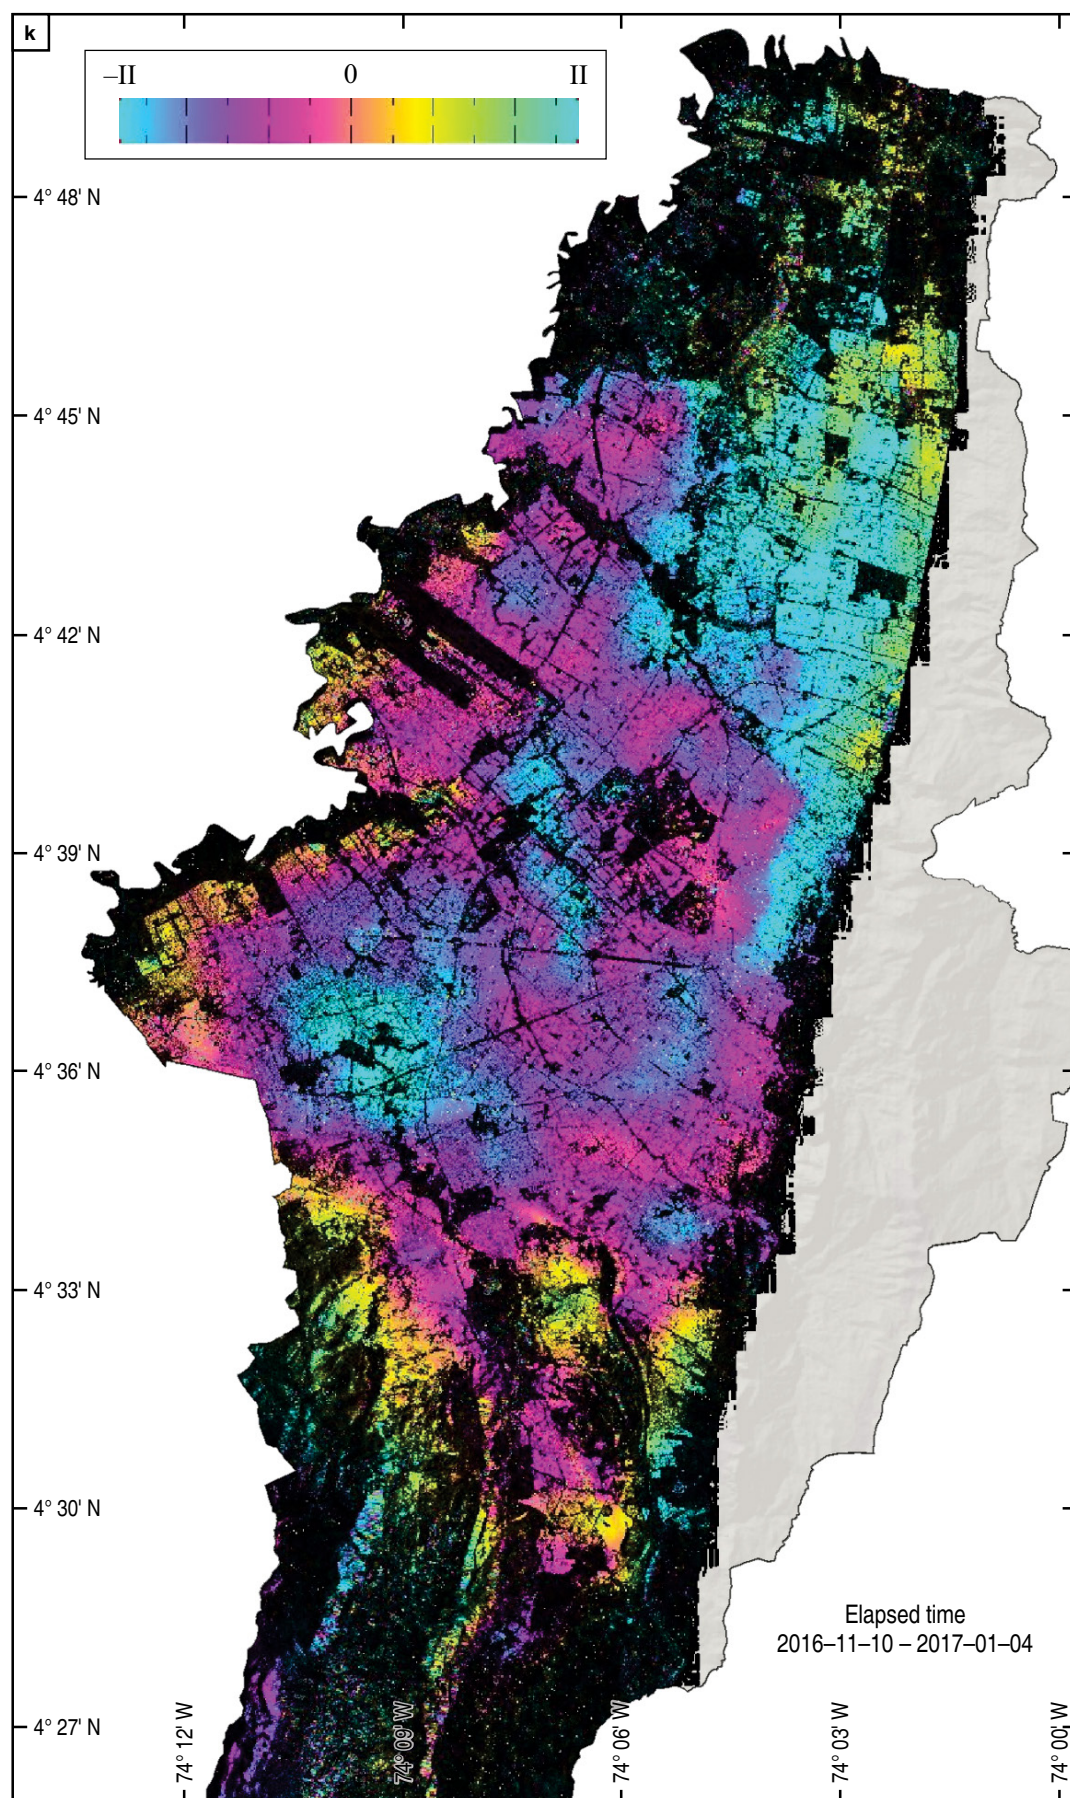 k
–II 0 II
4° 48' N
4° 45' N
4° 42' N
4° 39' N
4° 36' N
4° 33' N
4° 30' N
4° 27' N
Elapsed time
2016–11–10 – 2017–01–04
74° 12' W
74° 09' W
74° 06' W
74° 03' W
74° 00' W